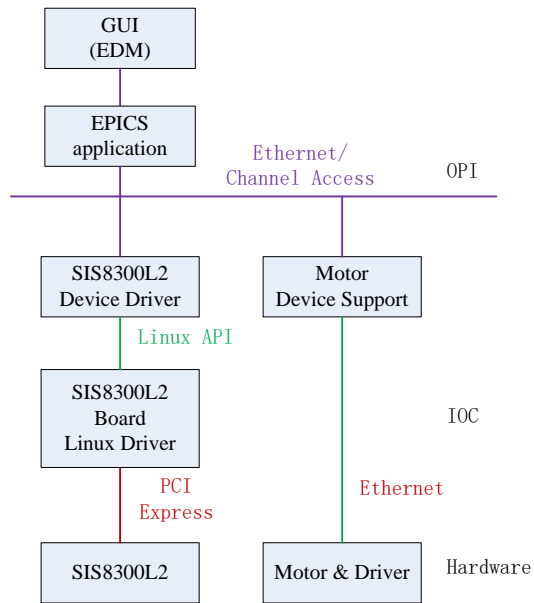 GUI
(EDM)
EPICS
application
Ethernet/
Channel Access
OPI
SIS8300L2
Device Driver
Motor
Device Support
Linux API
SIS8300L2
Board
Linux Driver
IOC
PCI
Express
Ethernet
SIS8300L2
Motor & Driver
Hardware